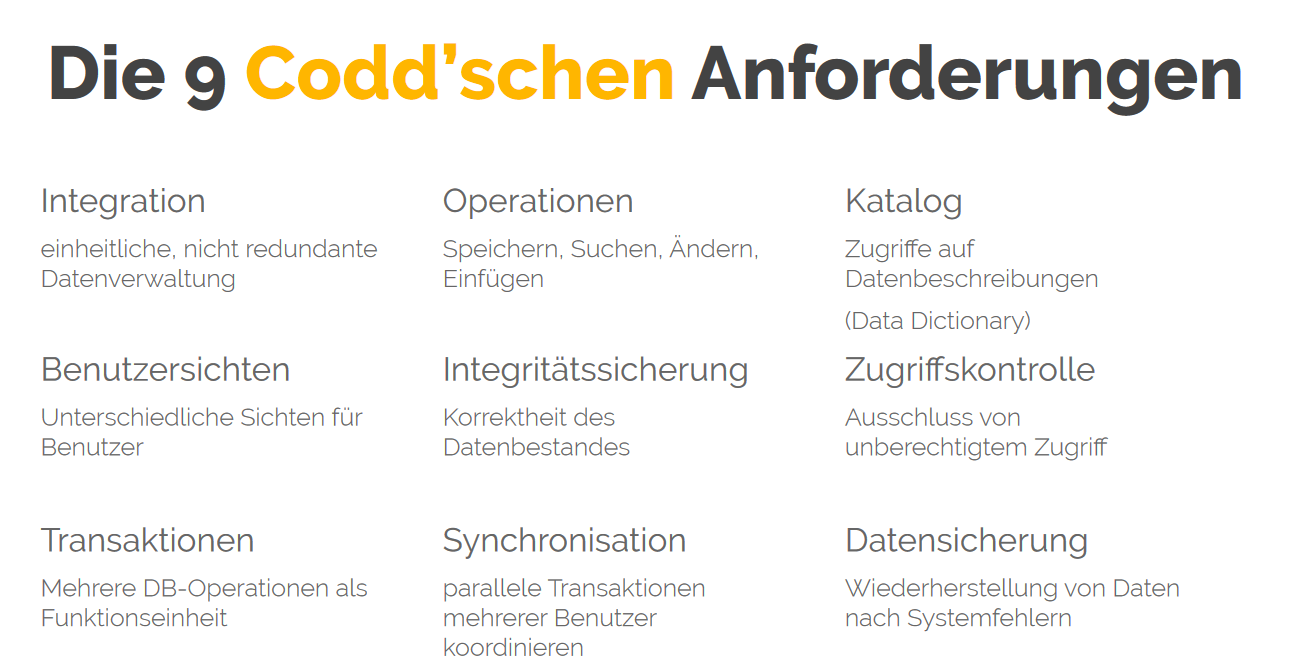 Die 9 Codd’schen Anforderungen
Integration
einheitliche, nicht redundante
Datenverwaltung
Operationen
Speichern, Suchen, Ändern,
Einfügen
Katalog
Zugriffe auf
Datenbeschreibungen
(Data Dictionary)
Benutzersichten
Unterschiedliche Sichten für
Benutzer
Integritätssicherung
Korrektheit des
Datenbestandes
Zugriffskontrolle
Ausschluss von
unberechtigtem Zugriff
Transaktionen
Mehrere DB-Operationen als
Funktionseinheit
Synchronisation
parallele Transaktionen
mehrerer Benutzer
koordinieren
Datensicherung
Wiederherstellung von Daten
nach Systemfehlern